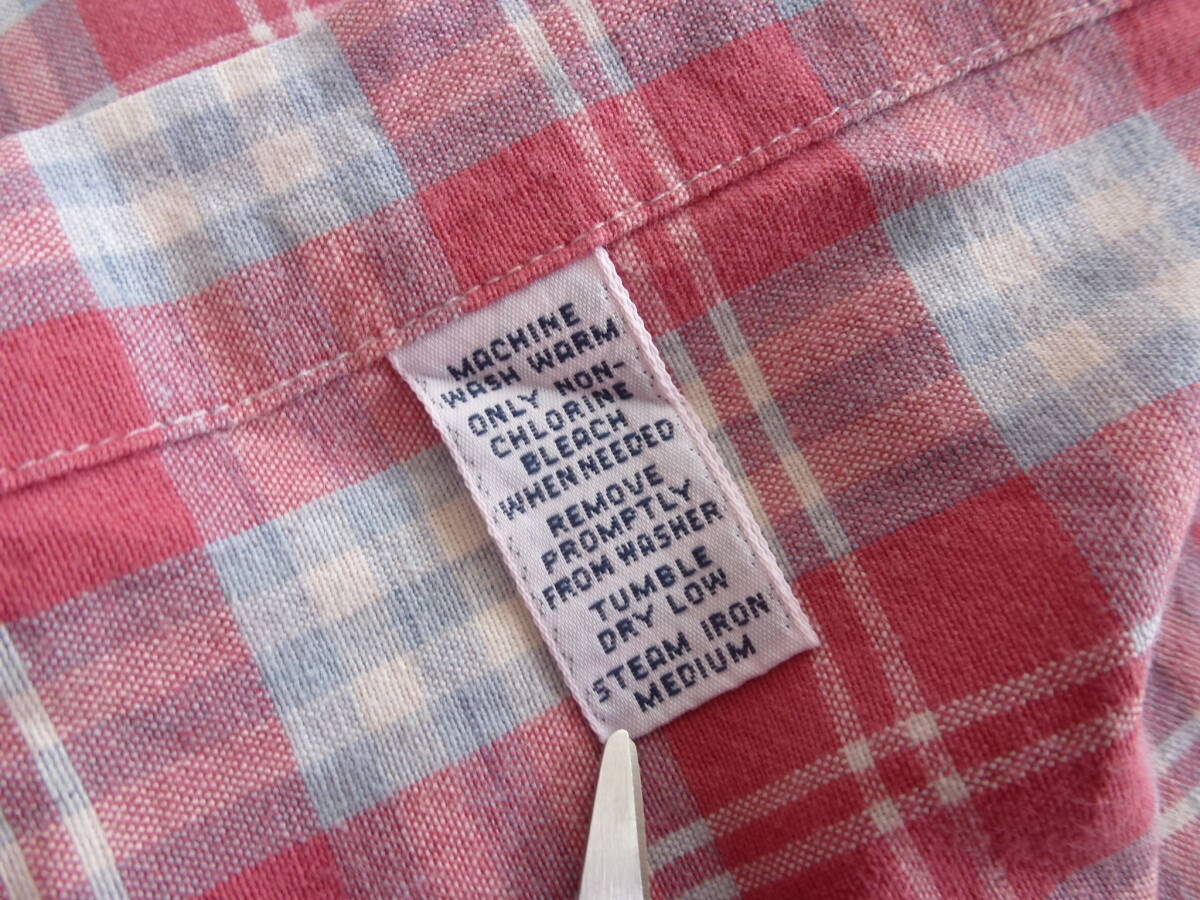 MACHINE
WASH WARM
ONLY NON-
CHLORINE
BLEACH
WHEN NEEDED
REMOVE
PROMPTLY
FROM WASHER
TUMBLE
DRY LOW
STEAM IRON
MEDIUM